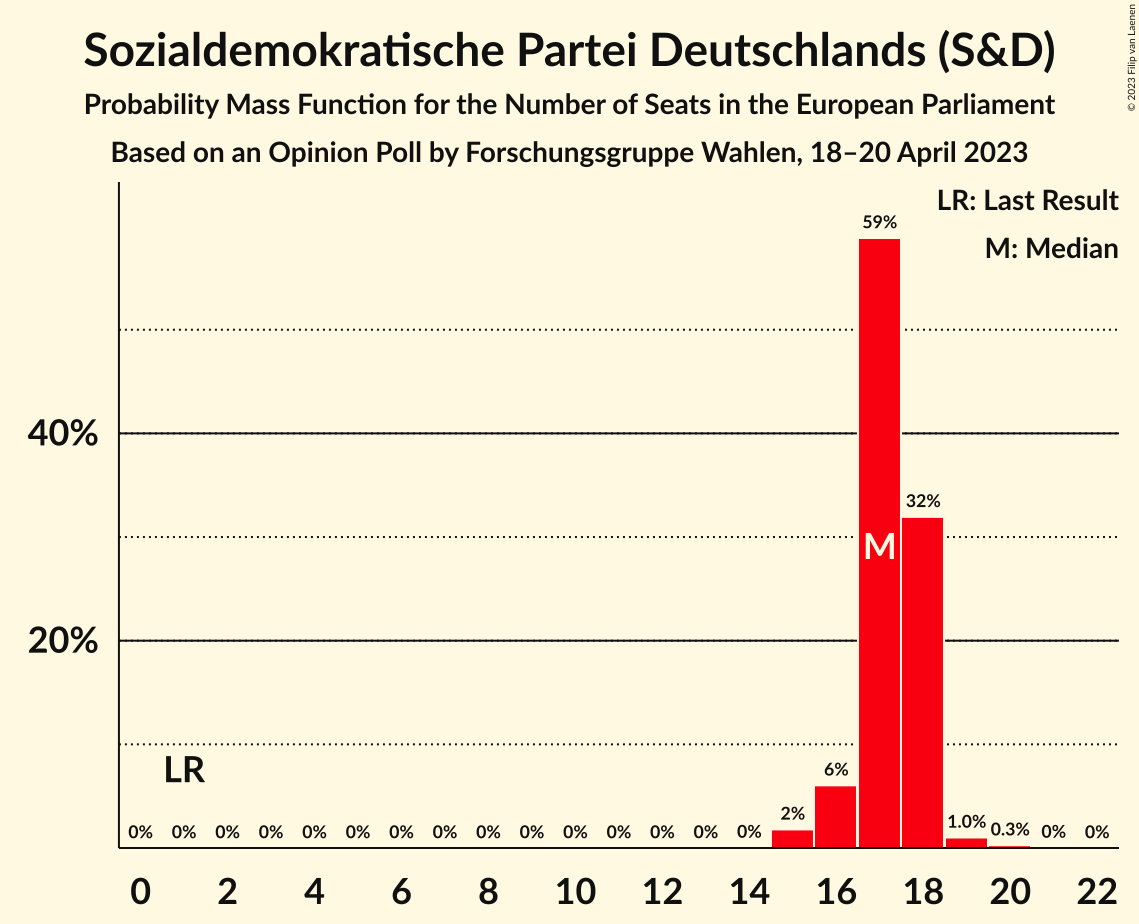 Sozialdemokratische Partei Deutschlands (S&D)
Probability Mass Function for the Number of Seats in the European Parliament
Based on an Opinion Poll by Forschungsgruppe Wahlen, 18–20 April 2023
© 2023 Filip van Laenen
LR: Last Result
M: Median
59%
40%
32%
M
20%
LR
6%
0% 0% 0% 0% 0% 0% 0% 0% 0% 0% 0% 0% 0% 0% 0% 2% 1.0% 0.3% 0% 0%
0 2 4 6 8 10 12 14 16 18 20 22